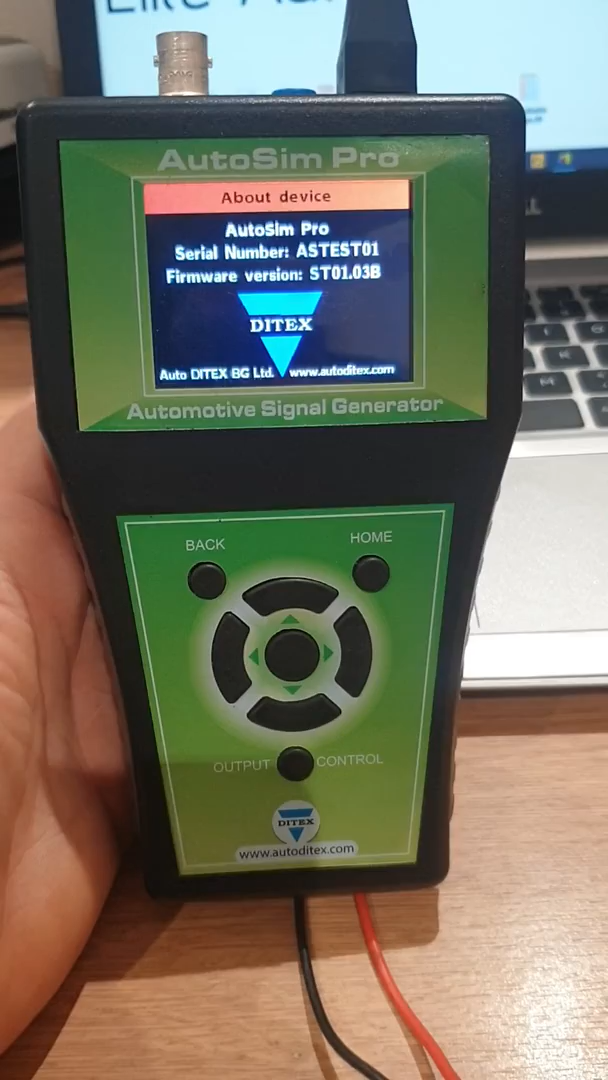 AutoSim Pro
About device
AutoSim Pro
Serial Number: ASTEST01
Firmware version: ST01.03B
DITEX
Auto DITEX BG Ltd. www.autoditex.com
Automotive Signal Generator
BACK HOME
OUTPUT CONTROL
DITEX
www.autoditex.com